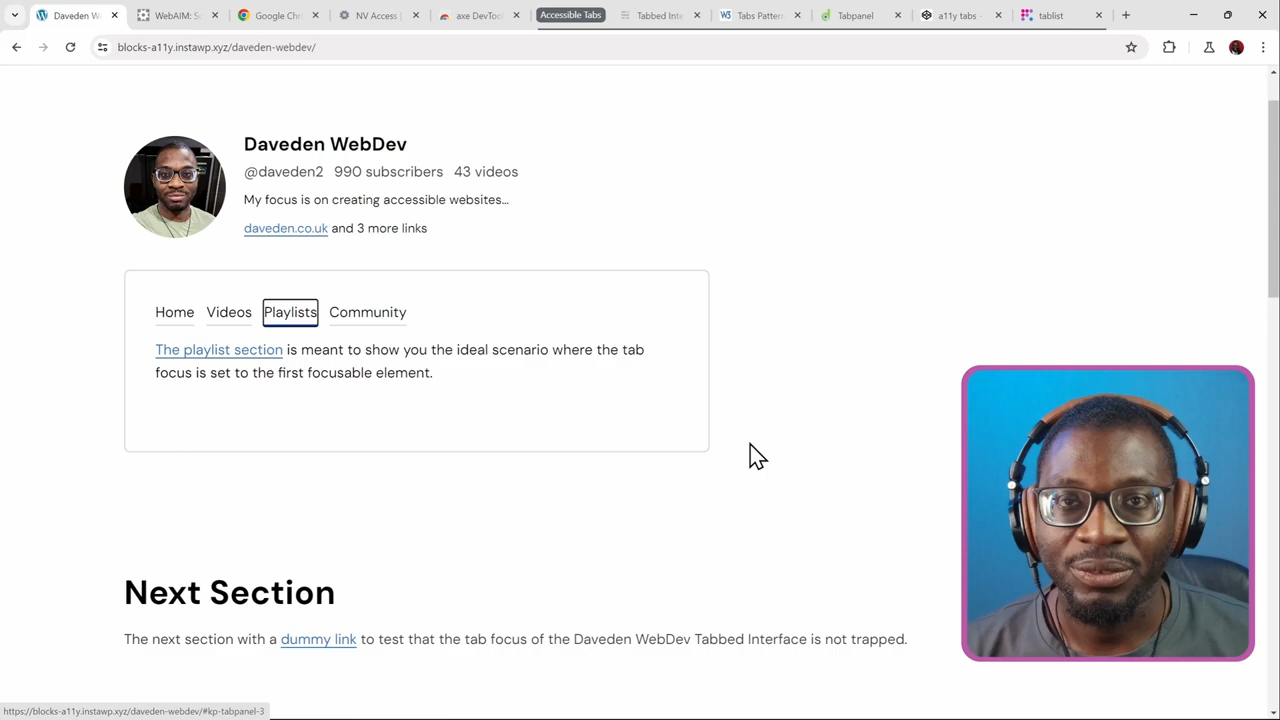 Daveden W
WebAIM: S
Google Chr
NV Access |
axe DevTool
Accessible Tabs
Tabbed Inte
Tabs Pattern
Tabpanel
a11y tabs
tablist
blocks-a11y.instawp.xyz/daveden-webdev/
Daveden WebDev
@daveden2 990 subscribers 43 videos
My focus is on creating accessible websites...
daveden.co.uk and 3 more links
Home Videos Playlists Community
The playlist section is meant to show you the ideal scenario where the tab
focus is set to the first focusable element.
Next Section
The next section with a dummy link to test that the tab focus of the Daveden WebDev Tabbed Interface is not trapped.
https://blocks-a11y.instawp.xyz/daveden-webdev/#kp-tabpanel-3